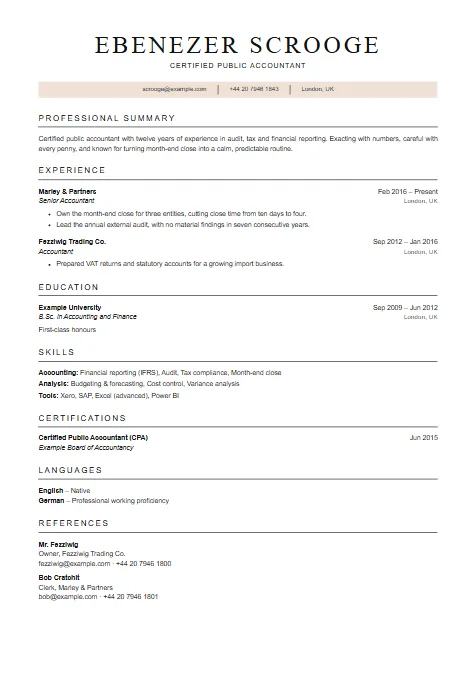 EBENEZER SCROOGE
CERTIFIED PUBLIC ACCOUNTANT
scrooge@example.com | +44 20 7946 1843 | London, UK
PROFESSIONAL SUMMARY
Certified public accountant with twelve years of experience in audit, tax and financial reporting. Exacting with numbers, careful with
every penny, and known for turning month-end close into a calm, predictable routine.
EXPERIENCE
Marley & Partners Feb 2016 – Present
Senior Accountant London, UK
• Own the month-end close for three entities, cutting close time from ten days to four.
• Lead the annual external audit, with no material findings in seven consecutive years.
Fezziwig Trading Co. Sep 2012 – Jan 2016
Accountant London, UK
• Prepared VAT returns and statutory accounts for a growing import business.
EDUCATION
Example University Sep 2009 – Jun 2012
B.Sc. in Accounting and Finance London, UK
First-class honours
SKILLS
Accounting: Financial reporting (IFRS), Audit, Tax compliance, Month-end close
Analysis: Budgeting & forecasting, Cost control, Variance analysis
Tools: Xero, SAP, Excel (advanced), Power BI
CERTIFICATIONS
Certified Public Accountant (CPA) Jun 2015
Example Board of Accountancy
LANGUAGES
English – Native
German – Professional working proficiency
REFERENCES
Mr. Fezziwig
Owner, Fezziwig Trading Co.
fezziwig@example.com · +44 20 7946 1800
Bob Cratchit
Clerk, Marley & Partners
bob@example.com · +44 20 7946 1801